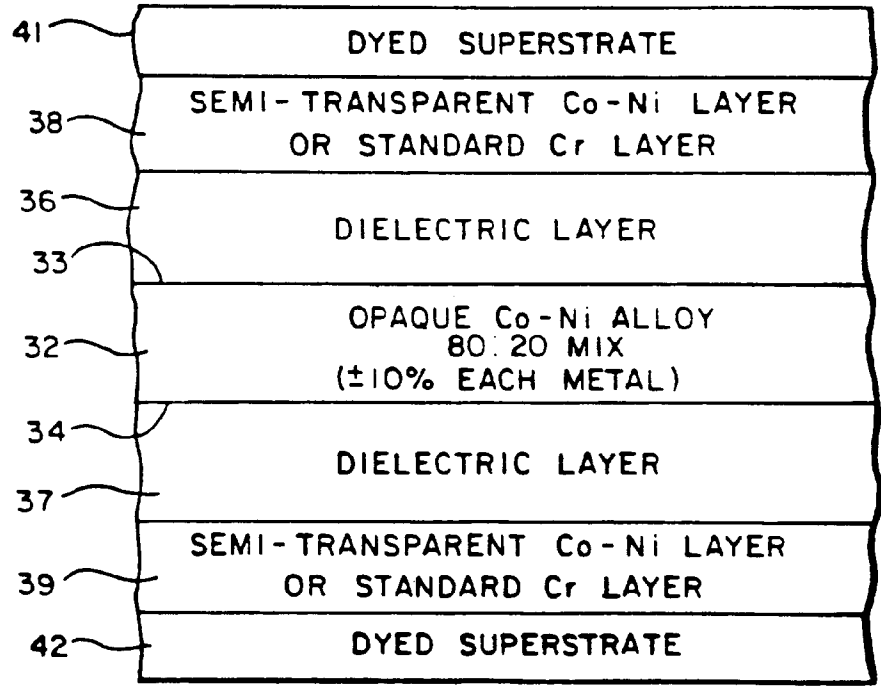 41
DYED SUPERSTRATE
38
SEMI-TRANSPARENT Co-Ni LAYER
OR STANDARD Cr LAYER
36
DIELECTRIC LAYER
33
32
OPAQUE Co-Ni ALLOY
80:20 MIX
(±10% EACH METAL)
34
DIELECTRIC LAYER
37
SEMI-TRANSPARENT Co-Ni LAYER
OR STANDARD Cr LAYER
39
42
DYED SUPERSTRATE